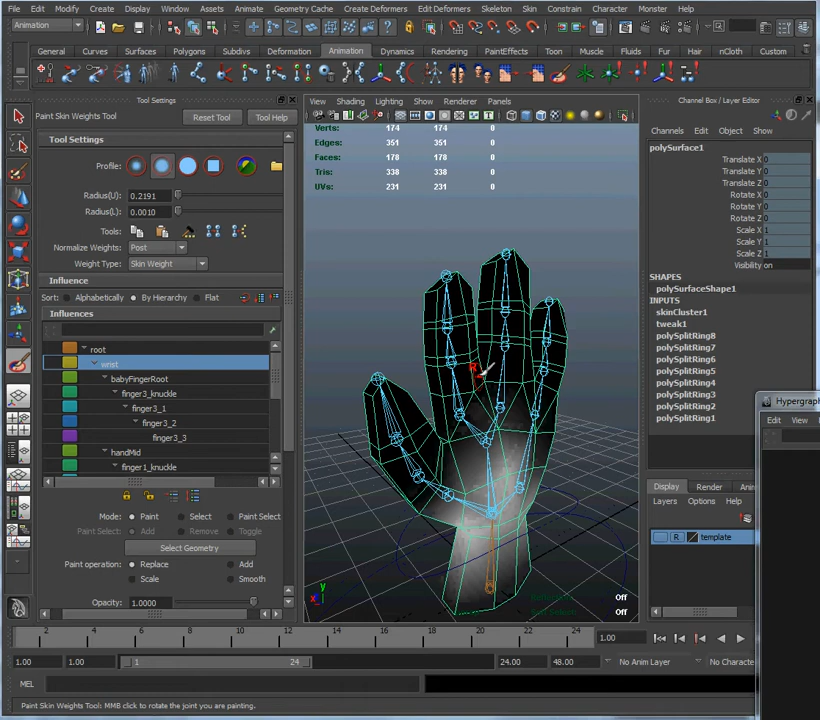 File Edit Modify Create Display Window Assets Animate Geometry Cache Create Deformers Edit Deformers Skeleton Skin Constrain Character Muscle Help
Animation
General Curves Surfaces Polygons Subdivs Deformation Animation Dynamics Rendering PaintEffects Toon Muscle Fluids Fur Hair nCloth Custom
Tool Settings
Paint Skin Weights Tool Reset Tool Tool Help
Tool Settings
Profile:
Radius(U): 0.2191
Radius(L): 0.0010
Tools:
Normalize Weights: Post
Weight Type: Skin Weight
Influence
Sort: Alphabetically By Hierarchy Flat
Influences
root
wrist
babyFingerRoot
finger3_knuckle
finger3_1
finger3_2
finger3_3
handMid
finger1_knuckle
Mode: Paint Select Paint Select
Paint Select: Add Remove Toggle
Select Geometry
Paint operation: Replace Add
Scale Smooth
Opacity: 1.0000
View Shading Lighting Show Renderer Panels
Verts: 174 174 0
Edges: 351 351 0
Faces: 178 178 0
Tris: 338 338 0
UVs: 231 231 0
R
y
x z
Off
Off
Channel Box / Layer Editor
Channels Edit Object Show
polySurface1
Translate X 0
Translate Y 0
Translate Z 0
Rotate X 0
Rotate Y 0
Rotate Z 0
Scale X 1
Scale Y 1
Scale Z 1
Visibility on
SHAPES
polySurfaceShape1
INPUTS
skinCluster1
tweak1
polySplitRing8
polySplitRing7
polySplitRing6
polySplitRing5
polySplitRing4
polySplitRing3
polySplitRing2
polySplitRing1
Display Render Anim
Layers Options Help
R template
Hypergraph
Edit View
2 4 6 8 10 12 14 16 18 20 22 24 1.00
1.00 1.00 1 24 24.00 48.00 No Anim Layer No Character
MEL
Paint Skin Weights Tool: MMB click to rotate the joint you are painting.